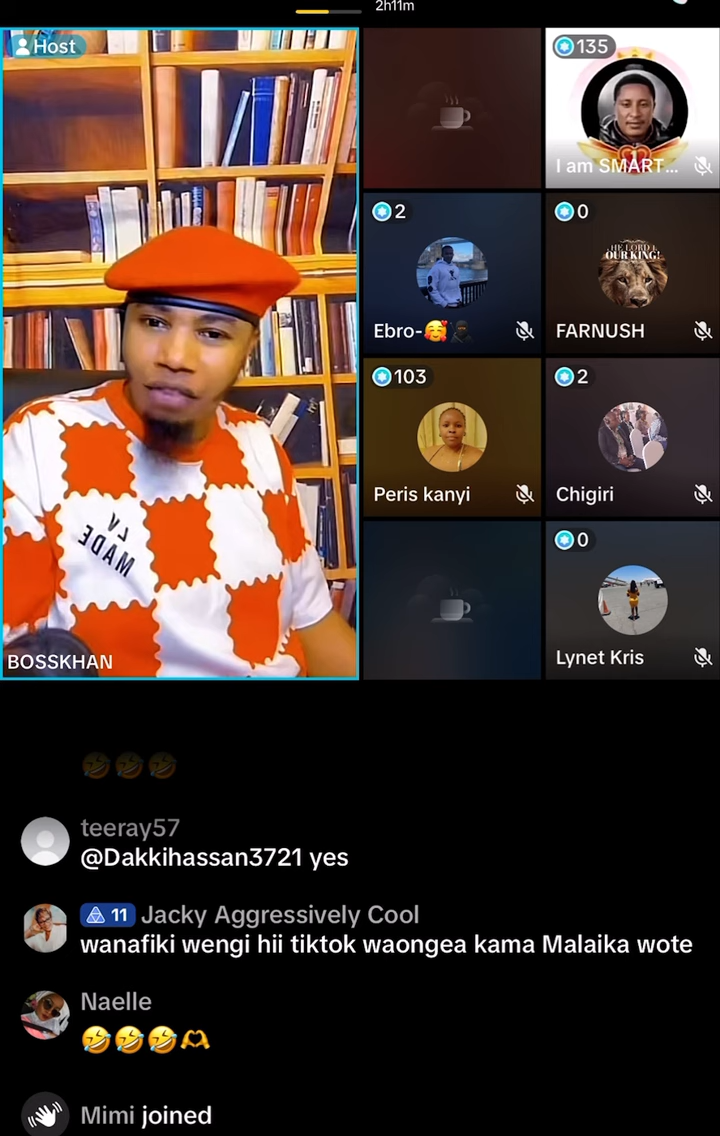 2h11m
Host
135
I am SMART...
2
Ebro-🥰
0
HE LORD I
OUR KING!
FARNUSH
103
Peris kanyi
2
Chigiri
LV
MADE
BOSSKHAN
0
Lynet Kris
🤣🤣🤣
teeray57
@Dakkihassan3721 yes
11 Jacky Aggressively Cool
wanafiki wengi hii tiktok waongea kama Malaika wote
Naelle
🤣🤣🤣🫶
Mimi joined